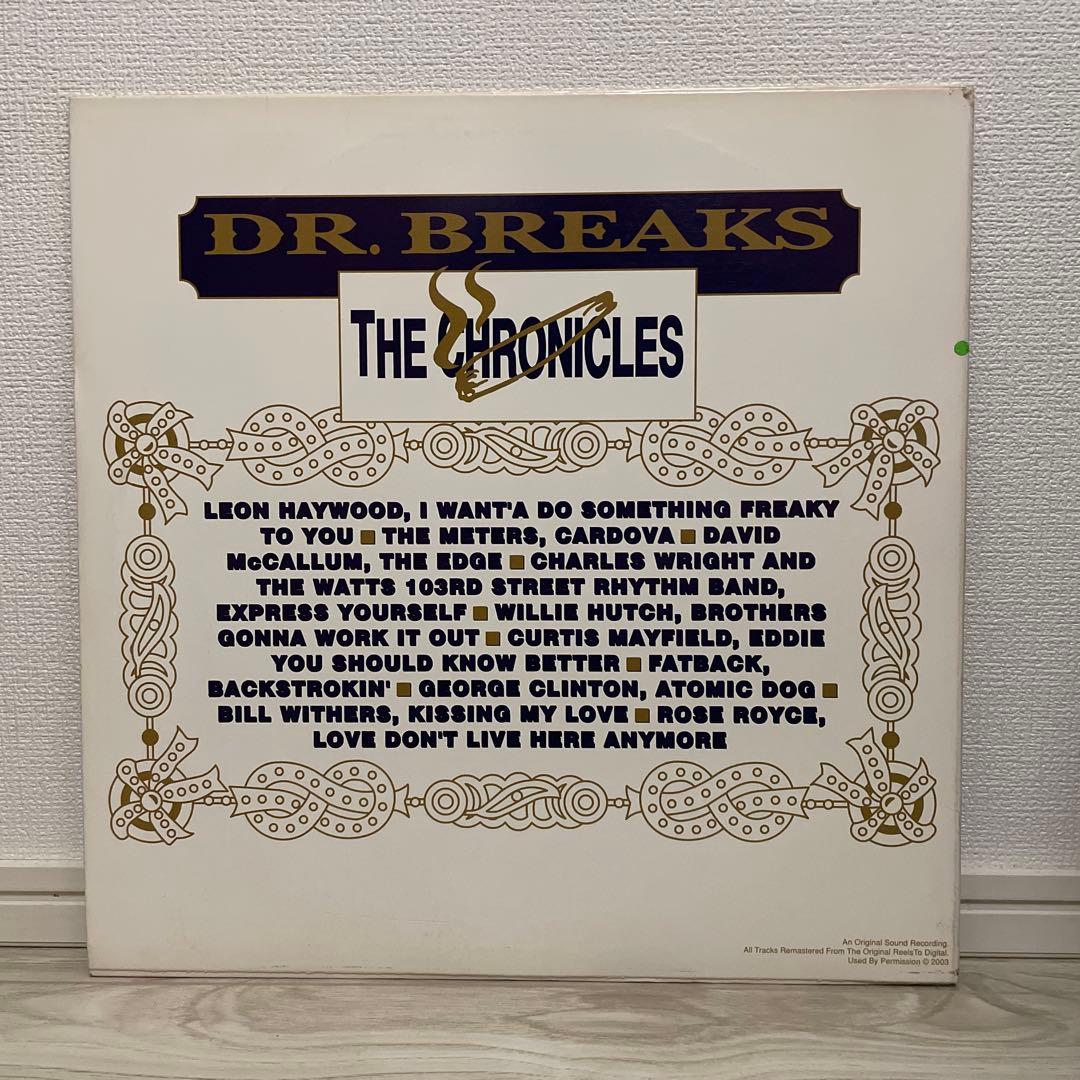 DR. BREAKS
THE CHRONICLES
LEON HAYWOOD, I WANT'A DO SOMETHING FREAKY
TO YOU ■ THE METERS, CARDOVA ■ DAVID
McCALLUM, THE EDGE ■ CHARLES WRIGHT AND
THE WATTS 103RD STREET RHYTHM BAND,
EXPRESS YOURSELF ■ WILLIE HUTCH, BROTHERS
GONNA WORK IT OUT ■ CURTIS MAYFIELD, EDDIE
YOU SHOULD KNOW BETTER ■ FATBACK,
BACKSTROKIN' ■ GEORGE CLINTON, ATOMIC DOG ■
BILL WITHERS, KISSING MY LOVE ■ ROSE ROYCE,
LOVE DON'T LIVE HERE ANYMORE
An Original Sound Recording.
All Tracks Remastered From The Original ReelsTo Digital.
Used By Permission © 2003